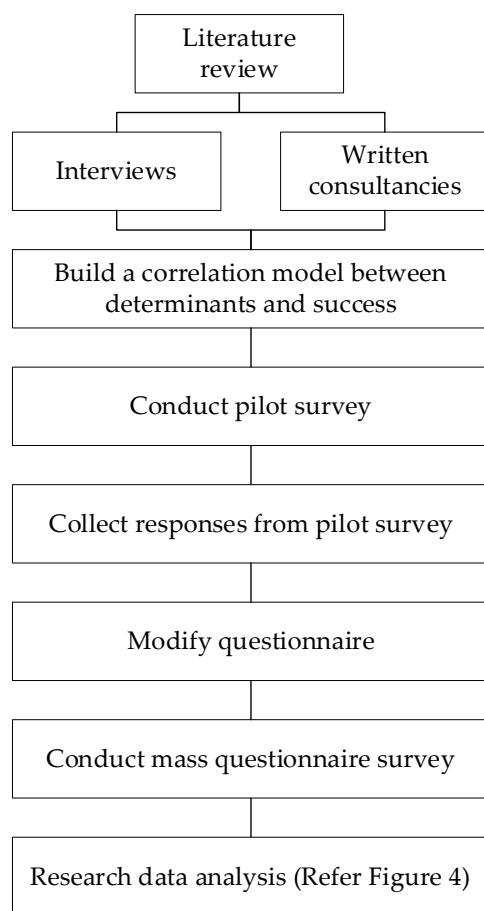 Literature
review
Interviews
Written
consultancies
Build a correlation model between
determinants and success
Conduct pilot survey
Collect responses from pilot survey
Modify questionnaire
Conduct mass questionnaire survey
Research data analysis (Refer Figure 4)